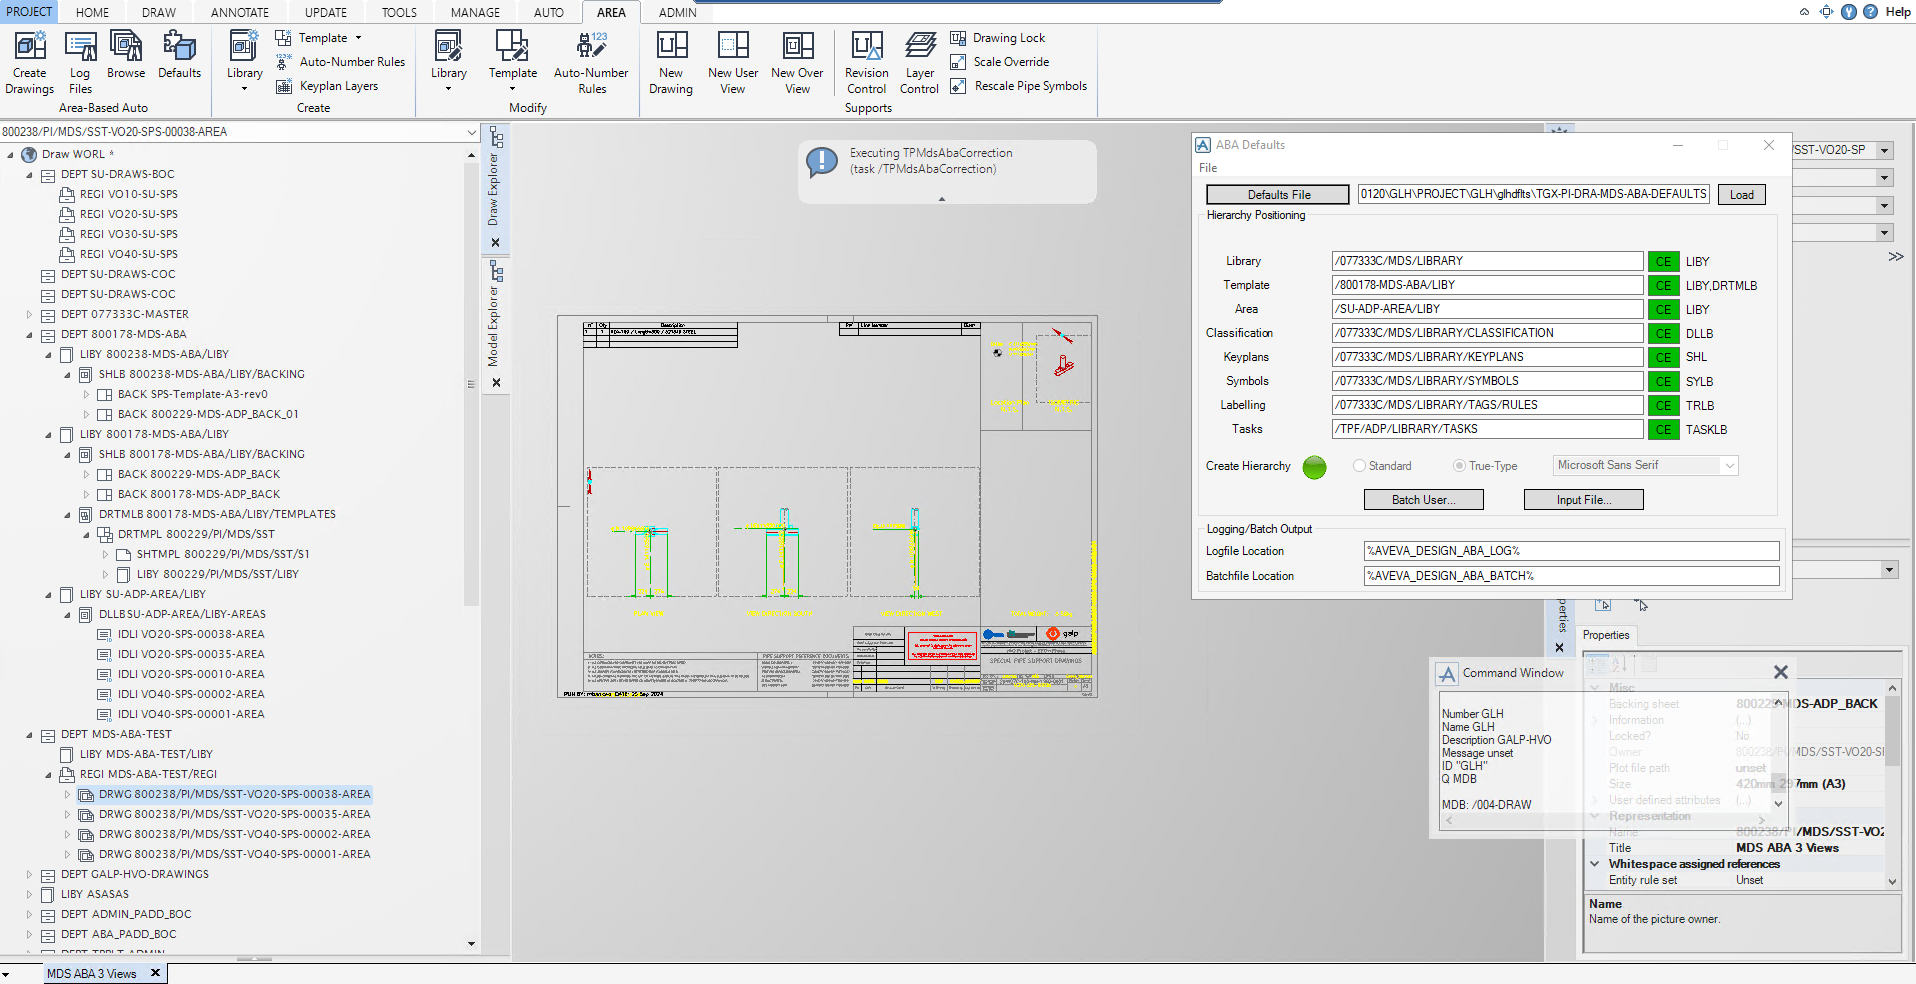 PROJECT HOME DRAW ANNOTATE UPDATE TOOLS MANAGE AUTO AREA ADMIN Help
Create Drawings
Log Files
Browse
Defaults
Area-Based Auto
Library
Template
Auto-Number Rules
Keyplan Layers
Create
Library
Template
Auto-Number Rules
Modify
New Drawing
New User View
New Over View
Revision Control
Layer Control
Drawing Lock
Scale Override
Rescale Pipe Symbols
Supports
800238/PI/MDS/SST-VO20-SPS-00038-AREA
Draw WORL *
DEPT SU-DRAWS-BOC
REGI VO10-SU-SPS
REGI VO20-SU-SPS
REGI VO30-SU-SPS
REGI VO40-SU-SPS
DEPT SU-DRAWS-COC
DEPT SU-DRAWS-COC
DEPT 077333C-MASTER
DEPT 800178-MDS-ABA
LIBY 800238-MDS-ABA/LIBY
SHLB 800238-MDS-ABA/LIBY/BACKING
BACK SPS-Template-A3-rev0
BACK 800229-MDS-ADP_BACK_01
LIBY 800178-MDS-ABA/LIBY
SHLB 800178-MDS-ABA/LIBY/BACKING
BACK 800229-MDS-ADP_BACK
BACK 800178-MDS-ADP_BACK
DRTMLB 800178-MDS-ABA/LIBY/TEMPLATES
DRTMPL 800229/PI/MDS/SST
SHTMPL 800229/PI/MDS/SST/S1
LIBY 800229/PI/MDS/SST/LIBY
LIBY SU-ADP-AREA/LIBY
DLLB SU-ADP-AREA/LIBY-AREAS
IDLI VO20-SPS-00038-AREA
IDLI VO20-SPS-00035-AREA
IDLI VO20-SPS-00010-AREA
IDLI VO40-SPS-00002-AREA
IDLI VO40-SPS-00001-AREA
DEPT MDS-ABA-TEST
LIBY MDS-ABA-TEST/LIBY
REGI MDS-ABA-TEST/REGI
DRWG 800238/PI/MDS/SST-VO20-SPS-00038-AREA
DRWG 800238/PI/MDS/SST-VO20-SPS-00035-AREA
DRWG 800238/PI/MDS/SST-VO40-SPS-00002-AREA
DRWG 800238/PI/MDS/SST-VO40-SPS-00001-AREA
DEPT GALP-HVO-DRAWINGS
LIBY ASASAS
DEPT ADMIN_PADD_BOC
DEPT ABA_PADD_BOC
MDS ABA 3 Views
Draw Explorer
Model Explorer
Executing TPMdsAbaCorrection
(task /TPMdsAbaCorrection)
Description
galp
SPECIAL PIPE SUPPORT DRAWINGS
NOTES:
PIPE SUPPORT REFERENCE DOCUMENTS
DATE: 25 Sep 2024
ABA Defaults
File
Defaults File 0120\GLH\PROJECT\GLH\glhdflts\TGX-PI-DRA-MDS-ABA-DEFAULTS Load
Hierarchy Positioning
Library /077333C/MDS/LIBRARY CE LIBY
Template /800178-MDS-ABA/LIBY CE LIBY,DRTMLB
Area /SU-ADP-AREA/LIBY CE LIBY
Classification /077333C/MDS/LIBRARY/CLASSIFICATION CE DLLB
Keyplans /077333C/MDS/LIBRARY/KEYPLANS CE SHL
Symbols /077333C/MDS/LIBRARY/SYMBOLS CE SYLB
Labelling /077333C/MDS/LIBRARY/TAGS/RULES CE TRLB
Tasks /TPF/ADP/LIBRARY/TASKS CE TASKLB
Create Hierarchy Standard True-Type Microsoft Sans Serif
Batch User... Input File...
Logging/Batch Output
Logfile Location %AVEVA_DESIGN_ABA_LOG%
Batchfile Location %AVEVA_DESIGN_ABA_BATCH%
SST-VO20-SP
perties
Properties
Command Window
Number GLH
Name GLH
Description GALP-HVO
Message unset
ID "GLH"
Q MDB
MDB: /004-DRAW
Misc
Backing sheet 800229-MDS-ADP_BACK
Information (...)
Locked? No
Owner 800238/PI/MDS/SST-VO20-SP
Plot file path unset
Size 420mm 297mm (A3)
User defined attributes (...)
Representation
Name 800238/PI/MDS/SST-VO2
Title MDS ABA 3 Views
Whitespace assigned references
Entity rule set Unset
Name
Name of the picture owner.